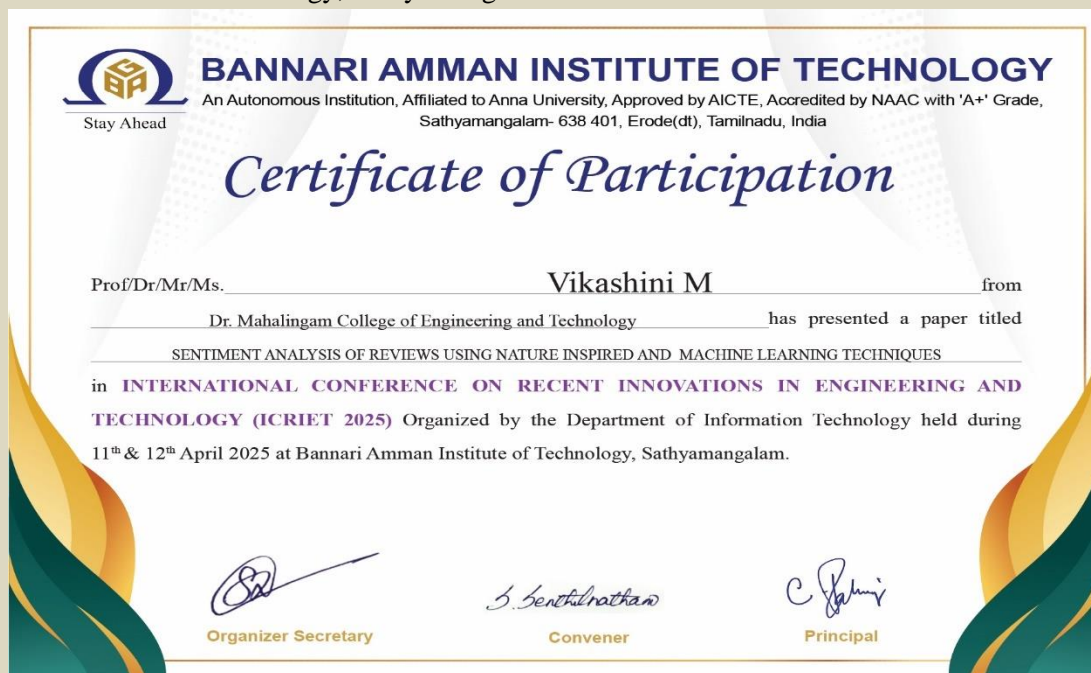 BANNARI AMMAN INSTITUTE OF TECHNOLOGY
An Autonomous Institution, Affiliated to Anna University, Approved by AICTE, Accredited by NAAC with 'A+' Grade,
Stay Ahead
Sathyamangalam- 638 401, Erode(dt), Tamilnadu, India
Certificate of Participation
Prof/Dr/Mr/Ms. Vikashini M from
Dr. Mahalingam College of Engineering and Technology has presented a paper titled
SENTIMENT ANALYSIS OF REVIEWS USING NATURE INSPIRED AND MACHINE LEARNING TECHNIQUES
in INTERNATIONAL CONFERENCE ON RECENT INNOVATIONS IN ENGINEERING AND
TECHNOLOGY (ICRIET 2025) Organized by the Department of Information Technology held during
11th & 12th April 2025 at Bannari Amman Institute of Technology, Sathyamangalam.
S. Senthilnathan
Organizer Secretary Convener Principal